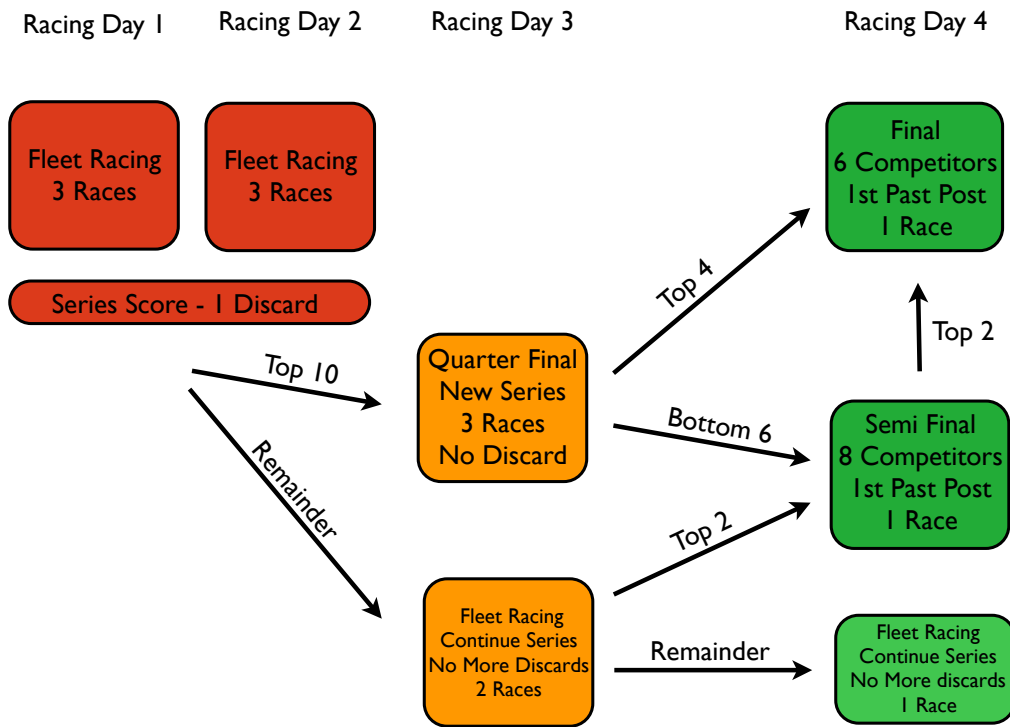 Racing Day 1
Racing Day 2
Racing Day 3
Racing Day 4
Fleet Racing
3 Races
Fleet Racing
3 Races
Series Score - 1 Discard
Top 10
Remainder
Quarter Final
New Series
3 Races
No Discard
Fleet Racing
Continue Series
No More Discards
2 Races
Top 4
Bottom 6
Top 2
Remainder
Final
6 Competitors
1st Past Post
1 Race
Top 2
Semi Final
8 Competitors
1st Past Post
1 Race
Fleet Racing
Continue Series
No More discards
1 Race